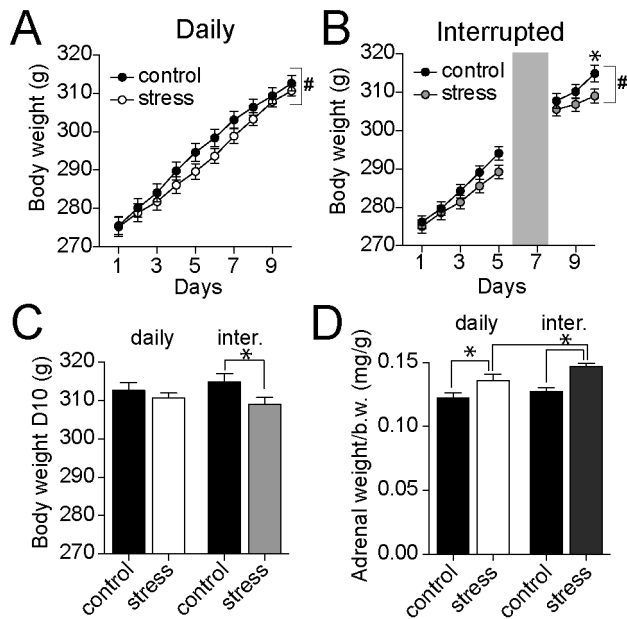 A
Daily
Body weight (g)
320
310
300
290
280
270
control
stress
#
1 3 5 7 9
Days
B
Interrupted
Body weight (g)
320
310
300
290
280
270
control
stress
*
#
1 3 5 7 9
Days
C
daily inter.
*
Body weight D10 (g)
320
310
300
290
280
270
control stress control stress
D
daily inter.
* *
*
Adrenal weight/b.w. (mg/g)
0.15
0.10
0.05
0.00
control stress control stress